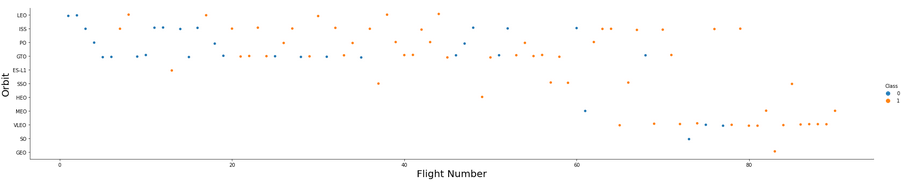 LEO
ISS
PO
GTO
ES-L1
SSO
HEO
MEO
VLEO
SO
GEO
Orbit
0
20
40
60
80
Flight Number
Class
0
1